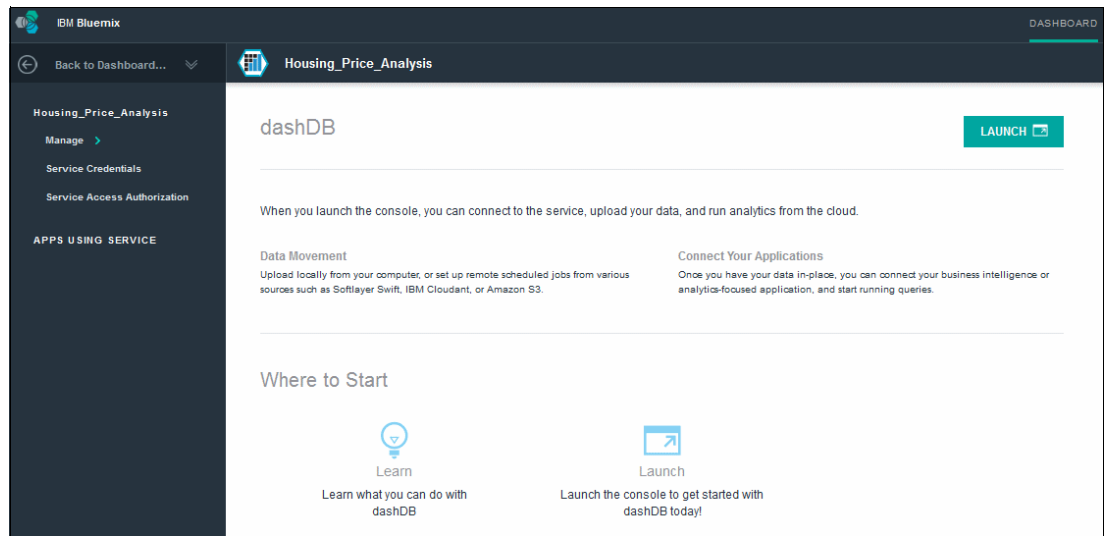 IBM Bluemix
DASHBOARD
Back to Dashboard...
Housing_Price_Analysis
Housing_Price_Analysis
Manage
Service Credentials
Service Access Authorization
APPS USING SERVICE
dashDB
LAUNCH
When you launch the console, you can connect to the service, upload your data, and run analytics from the cloud.
Data Movement
Upload locally from your computer, or set up remote scheduled jobs from various
sources such as Softlayer Swift, IBM Cloudant, or Amazon S3.
Connect Your Applications
Once you have your data in-place, you can connect your business intelligence or
analytics-focused application, and start running queries.
Where to Start
Learn
Learn what you can do with
dashDB
Launch
Launch the console to get started with
dashDB today!